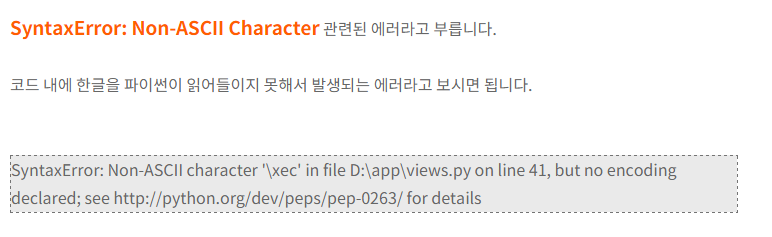 SyntaxError: Non-ASCII Character 관련된 에러라고 부릅니다.
코드 내에 한글을 파이썬이 읽어들이지 못해서 발생되는 에러라고 보시면 됩니다.
SyntaxError: Non-ASCII character '\xec' in file D:\app\views.py on line 41, but no encoding
declared; see http://python.org/dev/peps/pep-0263/ for details